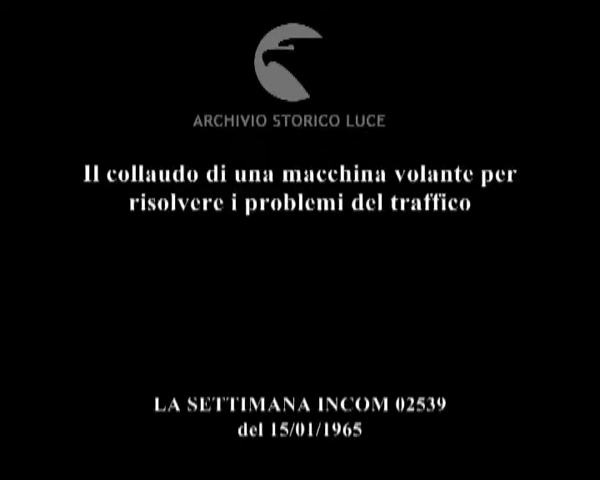 ARCHIVIO STORICO LUCE
Il collaudo di una macchina volante per
risolvere i problemi del traffico
LA SETTIMANA INCOM 02539
del 15/01/1965